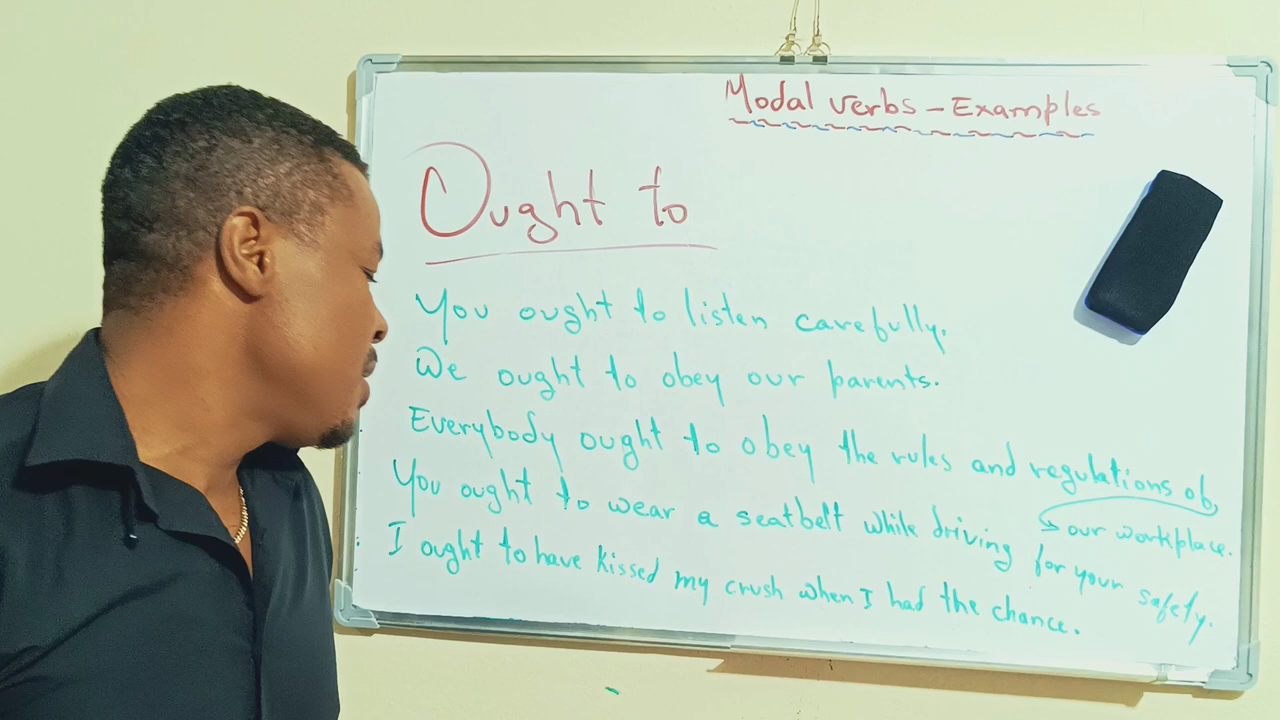 Modal verbs - Examples
Ought to
You ought to listen carefully.
We ought to obey our parents.
Everybody ought to obey the rules and regulations of
our workplace.
You ought to wear a seatbelt while driving for your safety.
I ought to have kissed my crush when I had the chance.